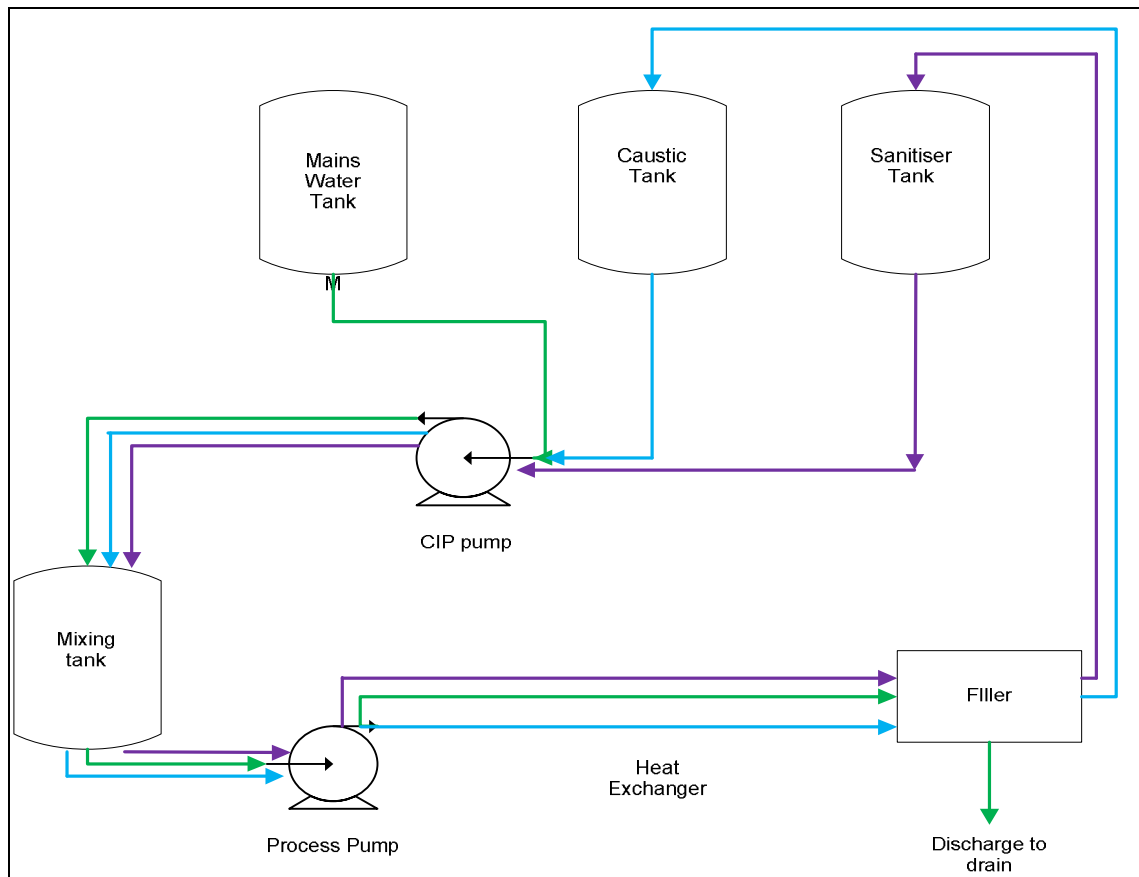 Mains
Water
Tank
M
Caustic
Tank
Sanitiser
Tank
CIP pump
Mixing
tank
FIller
Heat
Exchanger
Process Pump
Discharge to
drain